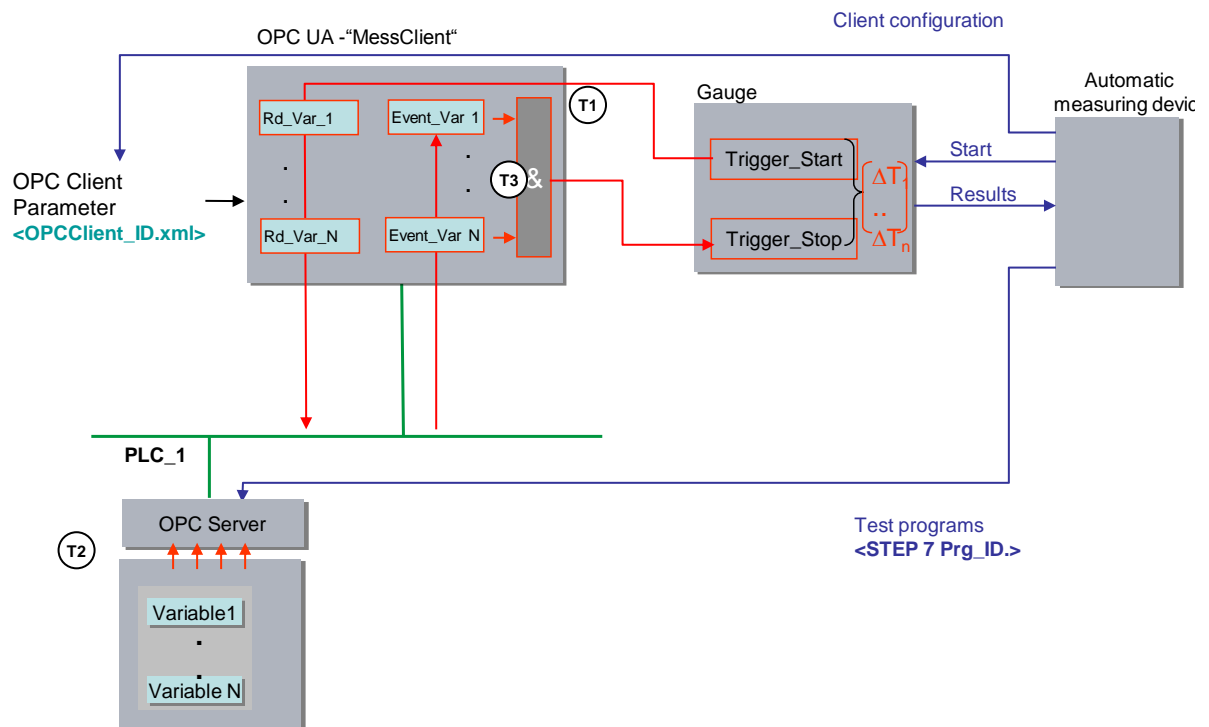 Client configuration
OPC UA -“MessClient“
Automatic
measuring devic
Gauge
T1
Rd_Var_1
Event_Var 1
.
.
.
.
Trigger_Start
Start
ΔT1
OPC Client
Parameter
<OPCClient_ID.xml>
T3
&
..
Results
Rd_Var_N
Event_Var N
Trigger_Stop
ΔTn
PLC_1
OPC Server
T2
Test programs
<STEP 7 Prg_ID.>
Variable1
.
.
Variable N